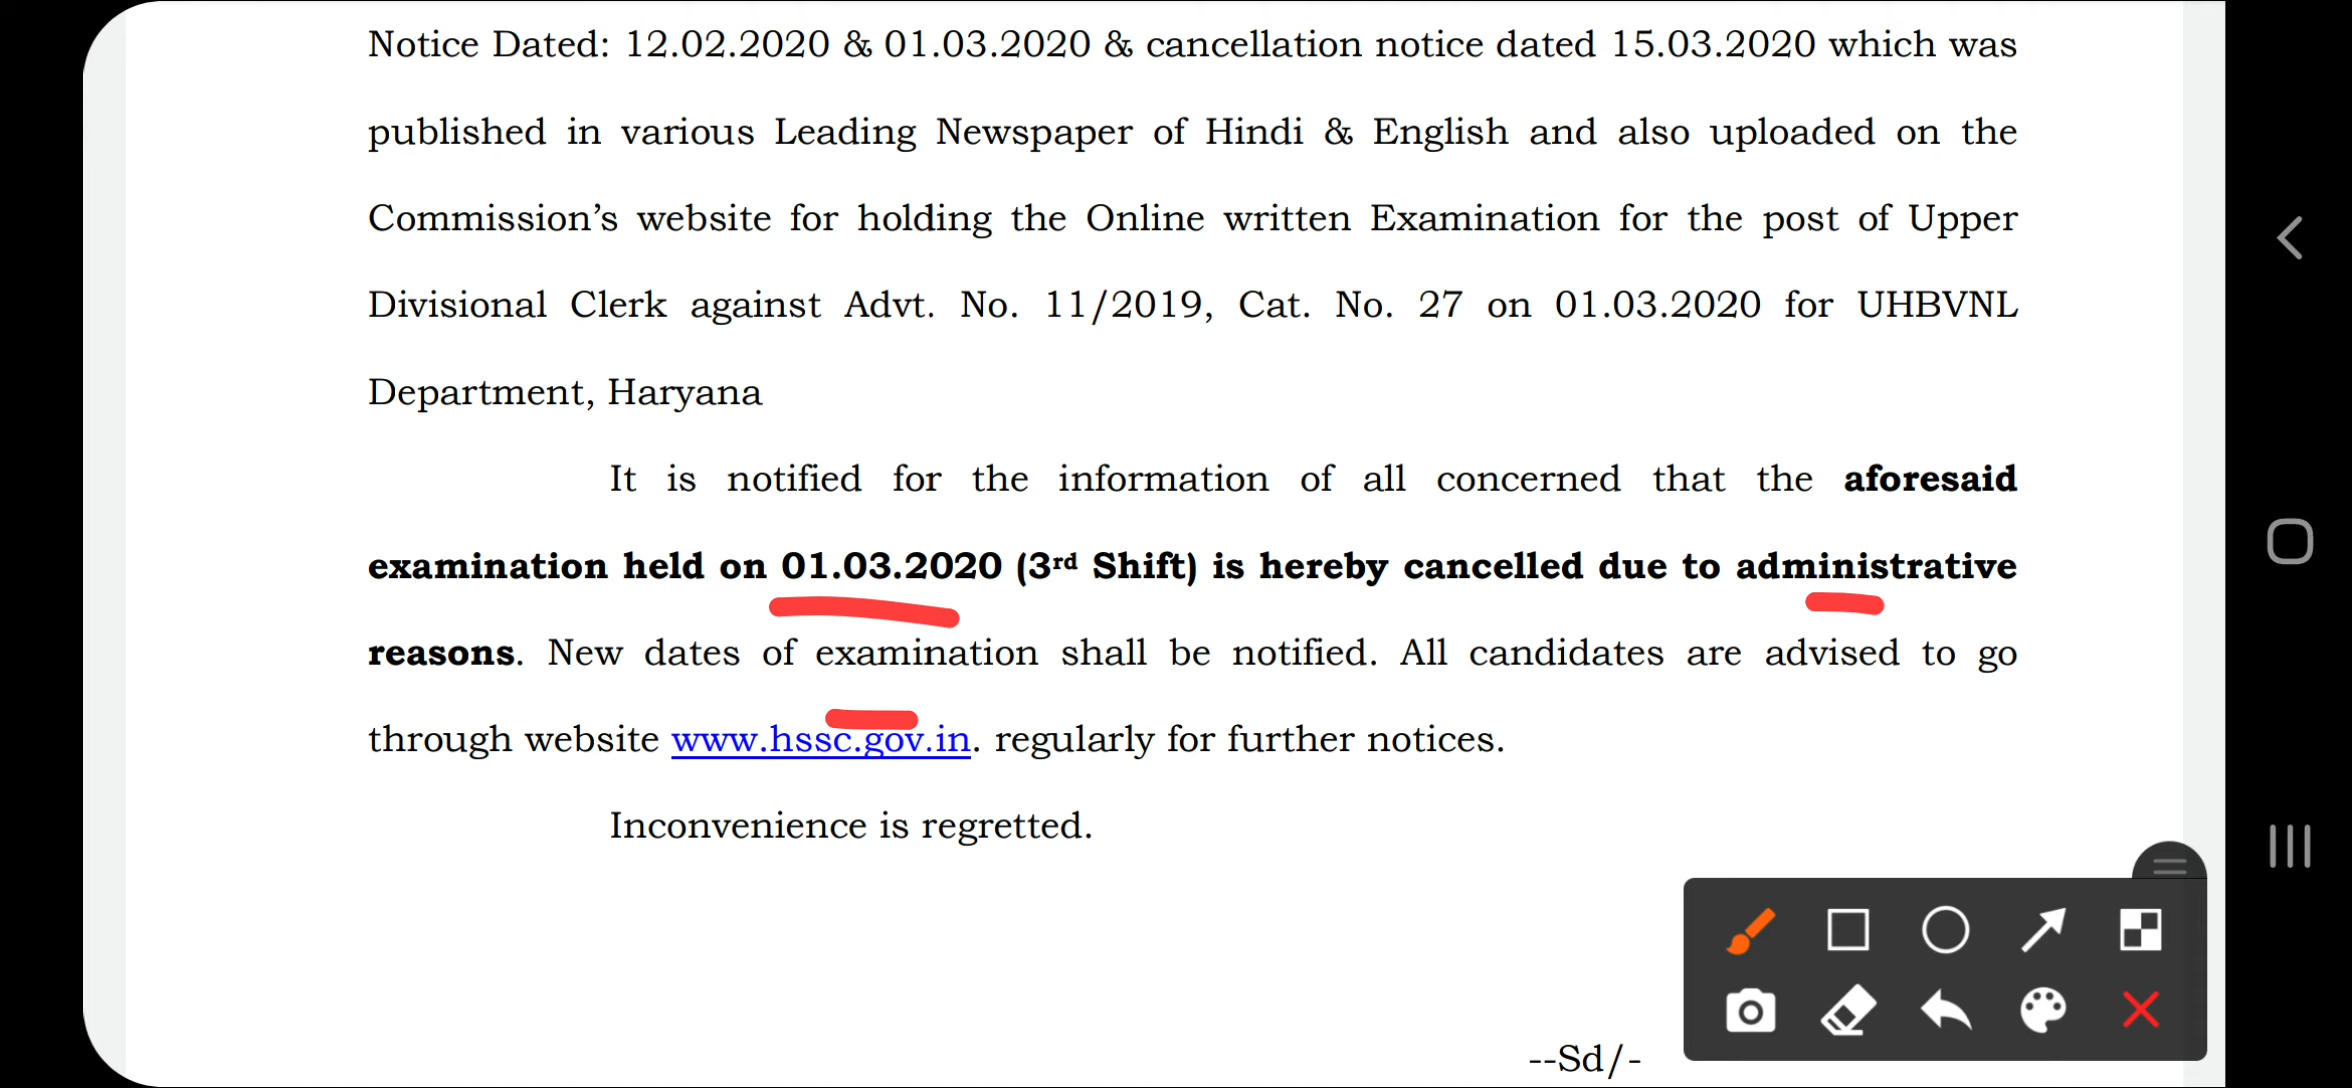 Notice Dated: 12.02.2020 & 01.03.2020 & cancellation notice dated 15.03.2020 which was
published in various Leading Newspaper of Hindi & English and also uploaded on the
Commission’s website for holding the Online written Examination for the post of Upper
Divisional Clerk against Advt. No. 11/2019, Cat. No. 27 on 01.03.2020 for UHBVNL
Department, Haryana
It is notified for the information of all concerned that the aforesaid
examination held on 01.03.2020 (3rd Shift) is hereby cancelled due to administrative
reasons. New dates of examination shall be notified. All candidates are advised to go
through website www.hssc.gov.in. regularly for further notices.
Inconvenience is regretted.
--Sd/-